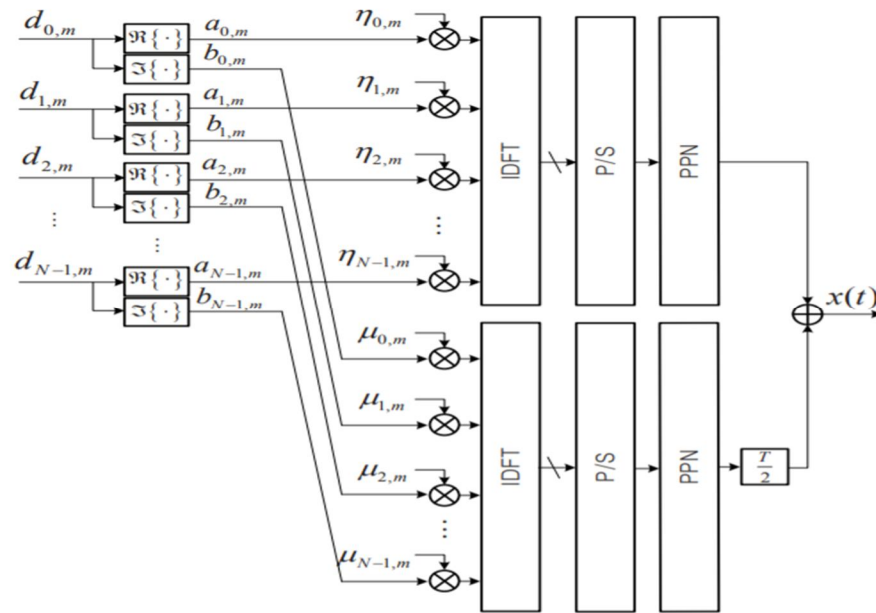 d_{0,m} ℜ{·} a_{0,m} η_{0,m}
ℑ{·} b_{0,m}
d_{1,m} ℜ{·} a_{1,m} η_{1,m}
ℑ{·} b_{1,m}
d_{2,m} ℜ{·} a_{2,m} η_{2,m}
ℑ{·} b_{2,m}
⋮ ⋮ ⋮
d_{N-1,m} ℜ{·} a_{N-1,m} η_{N-1,m}
ℑ{·} b_{N-1,m}
IDFT P/S PPN
x(t)
μ_{0,m}
μ_{1,m}
μ_{2,m}
⋮
μ_{N-1,m}
IDFT P/S PPN T/2